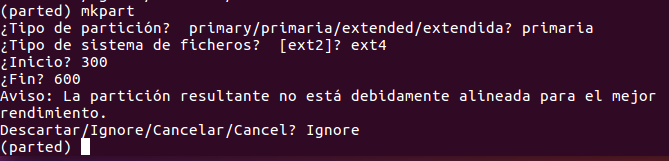 (parted) mkpart
¿Tipo de partición?  primary/primaria/extended/extendida? primaria
¿Tipo de sistema de ficheros?  [ext2]? ext4
¿Inicio? 300
¿Fin? 600
Aviso: La partición resultante no está debidamente alineada para el mejor
rendimiento.
Descartar/Ignore/Cancelar/Cancel? Ignore
(parted)